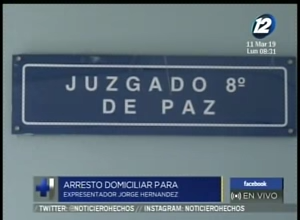 12
11 Mar 19
Lun 08:31
JUZGADO 8º
DE PAZ
ARRESTO DOMICILIAR PARA
EXPRESENTADOR JORGE HERNANDEZ
facebook
EN VIVO
TWITTER: @NOTICIEROHECHOS // INSTAGRAM: NOTICIEROHECHOS